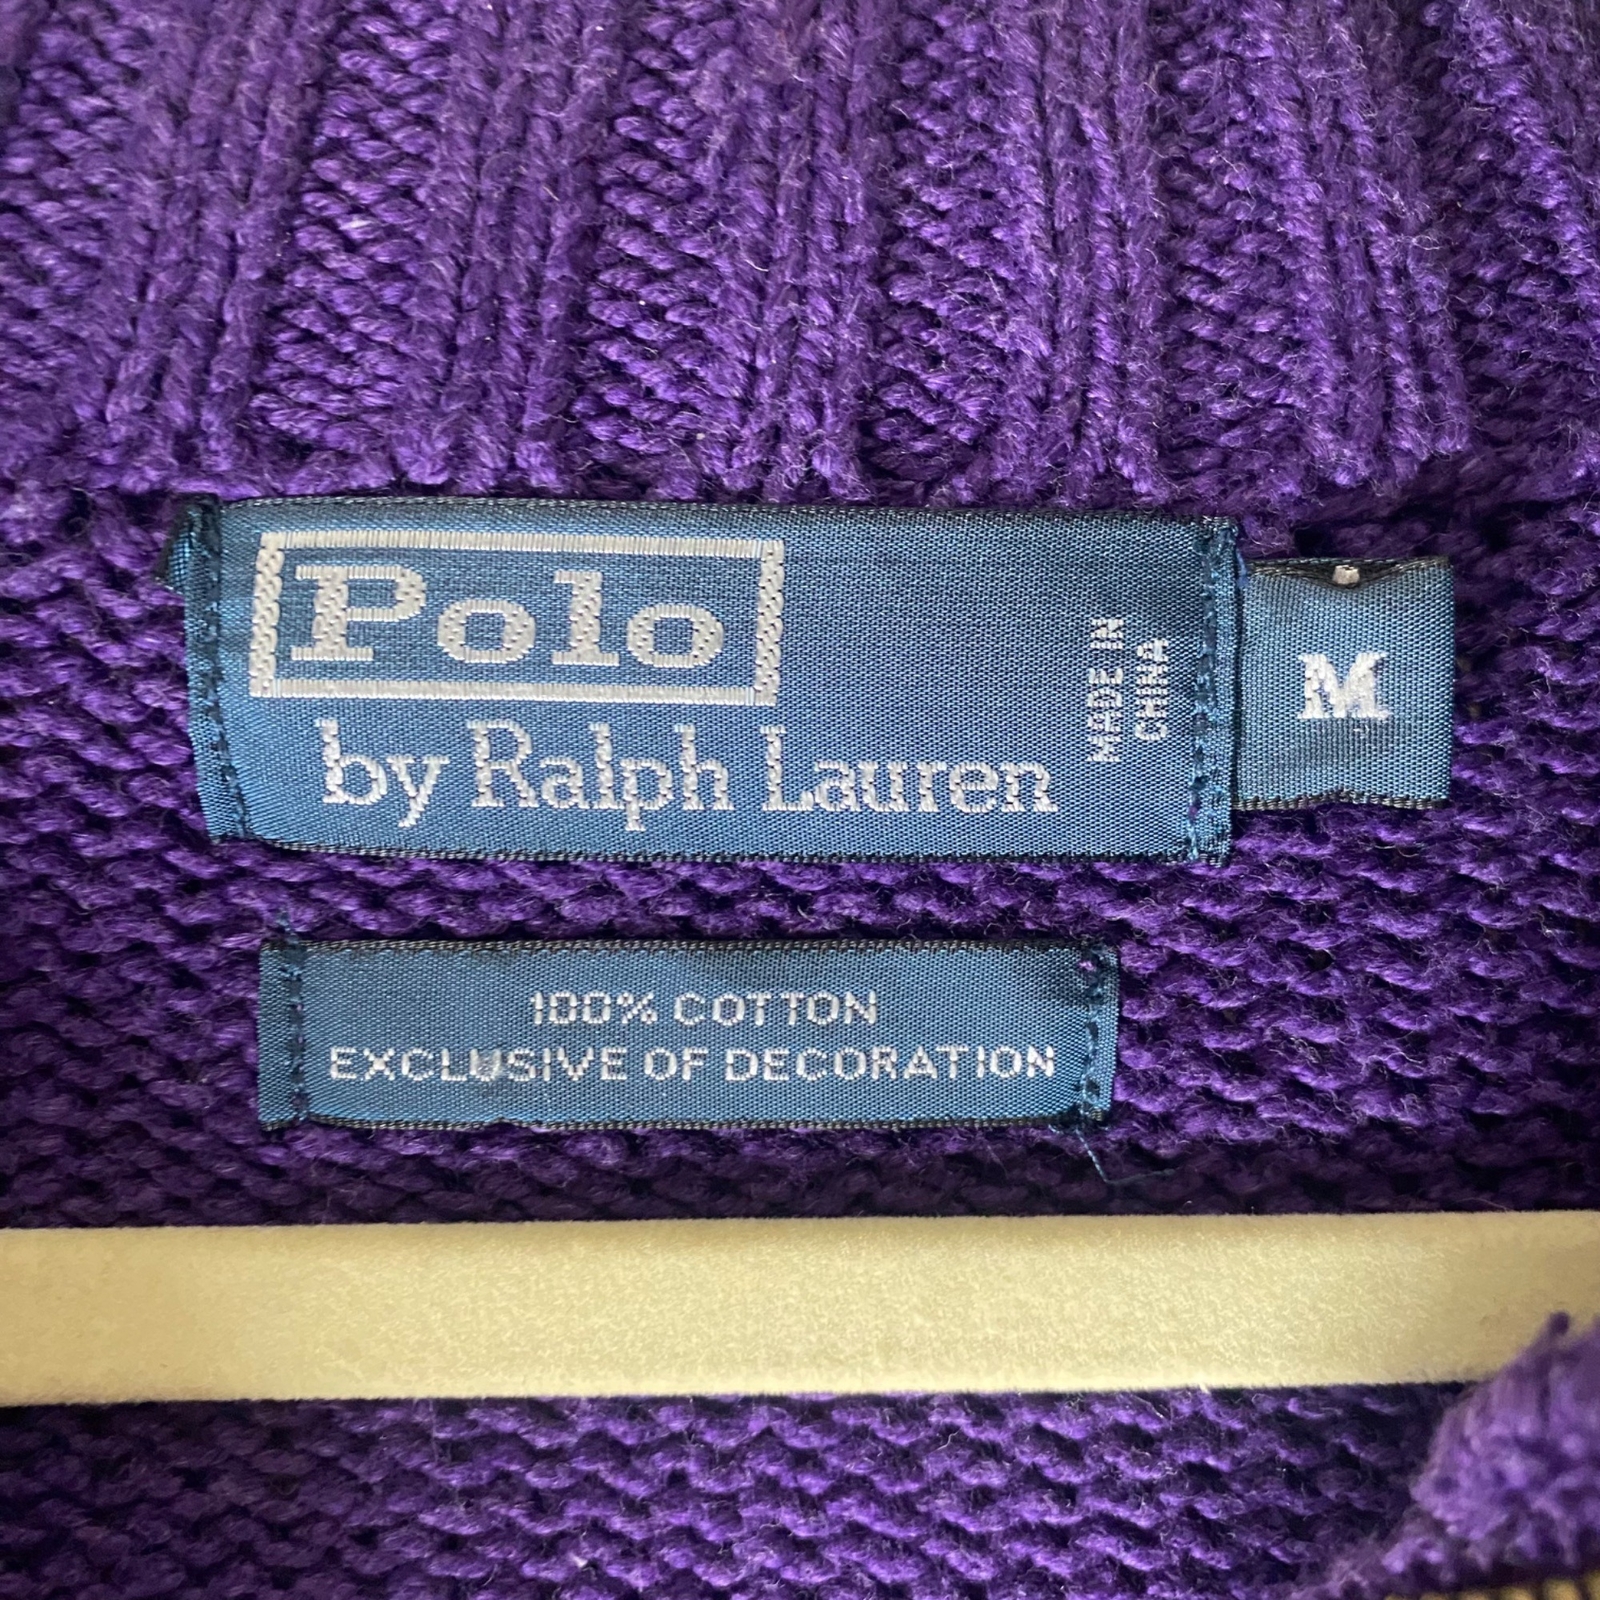 Polo
by Ralph Lauren
MADE IN
CHINA
M
100% COTTON
EXCLUSIVE OF DECORATION